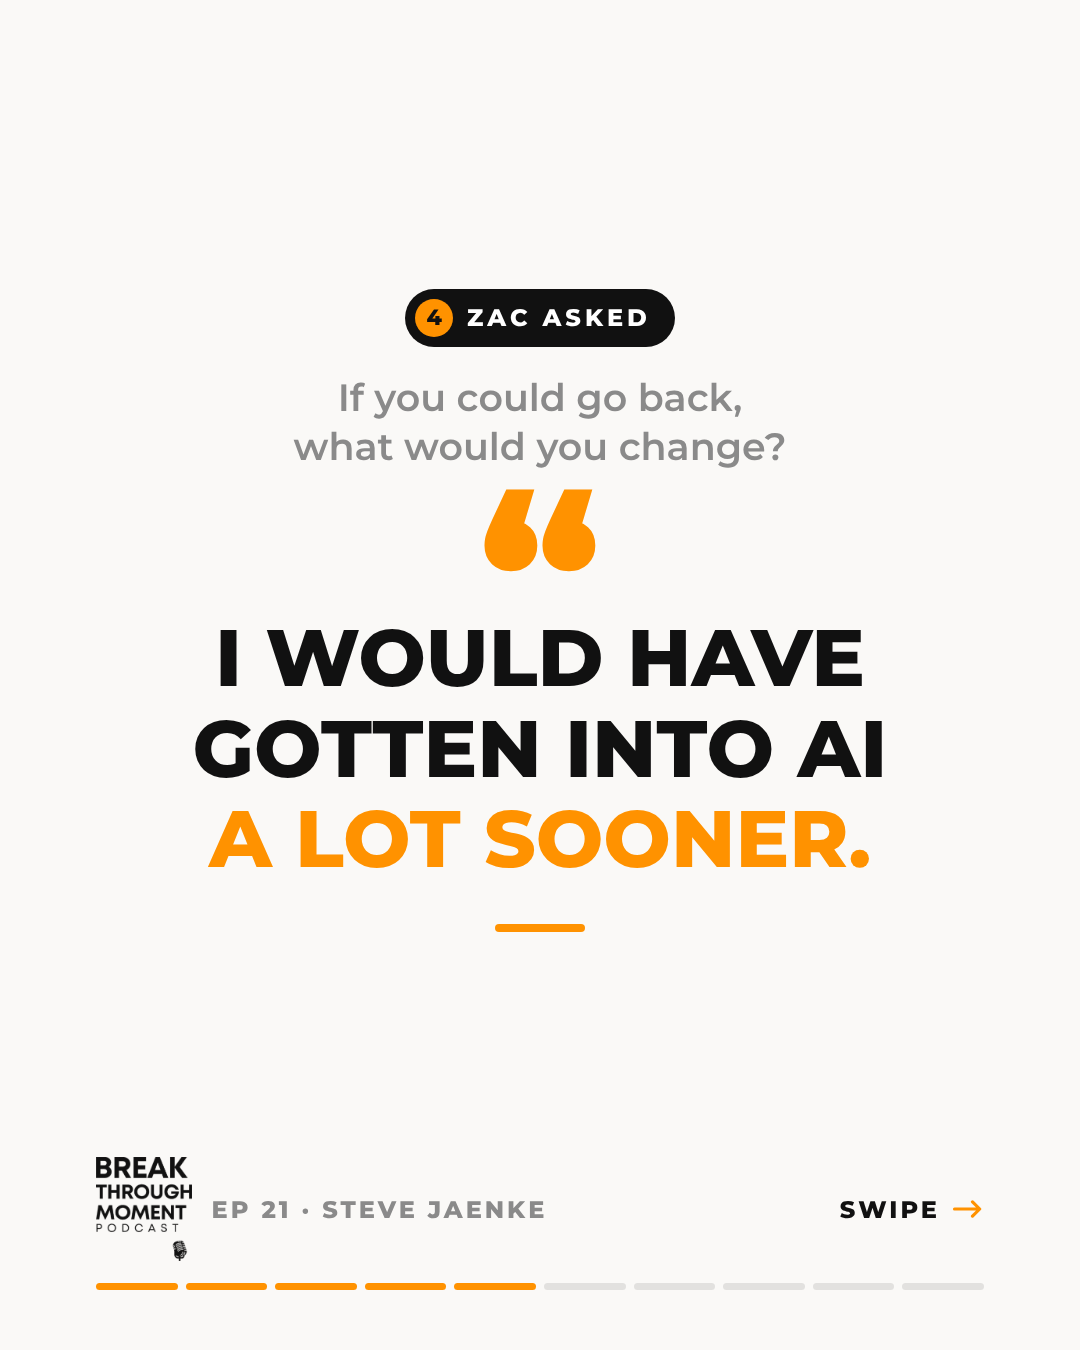 4 ZAC ASKED
If you could go back,
what would you change?
“
I WOULD HAVE
GOTTEN INTO AI
A LOT SOONER.
BREAK
THROUGH
MOMENT
PODCAST
EP 21 · STEVE JAENKE
SWIPE →